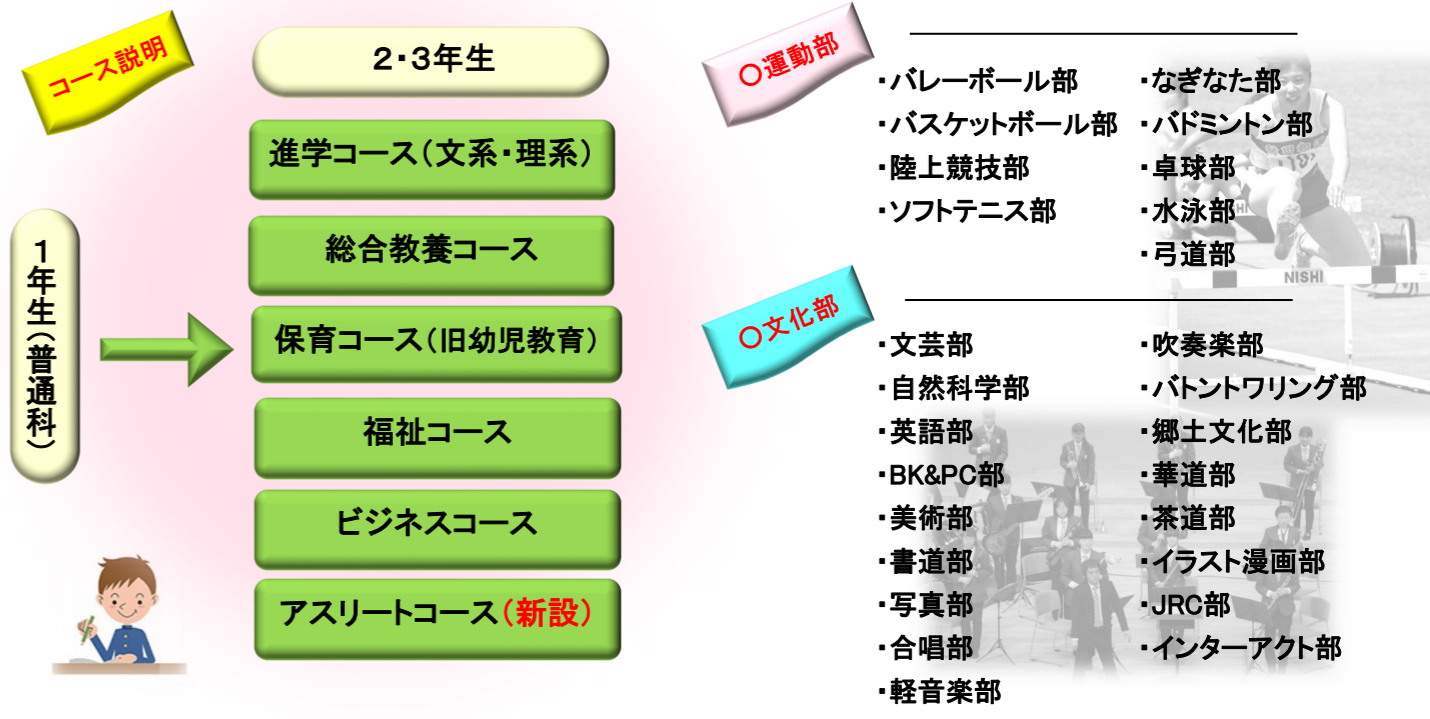 コース説明
1年生(普通科)
2・3年生
進学コース(文系・理系)
総合教養コース
保育コース(旧幼児教育)
福祉コース
ビジネスコース
アスリートコース(新設)
○運動部
・バレーボール部
・バスケットボール部
・陸上競技部
・ソフトテニス部
・なぎなた部
・バドミントン部
・卓球部
・水泳部
・弓道部
NISHI
○文化部
・文芸部
・自然科学部
・英語部
・BK&PC部
・美術部
・書道部
・写真部
・合唱部
・軽音楽部
・吹奏楽部
・バトントワリング部
・郷土文化部
・華道部
・茶道部
・イラスト漫画部
・JRC部
・インターアクト部